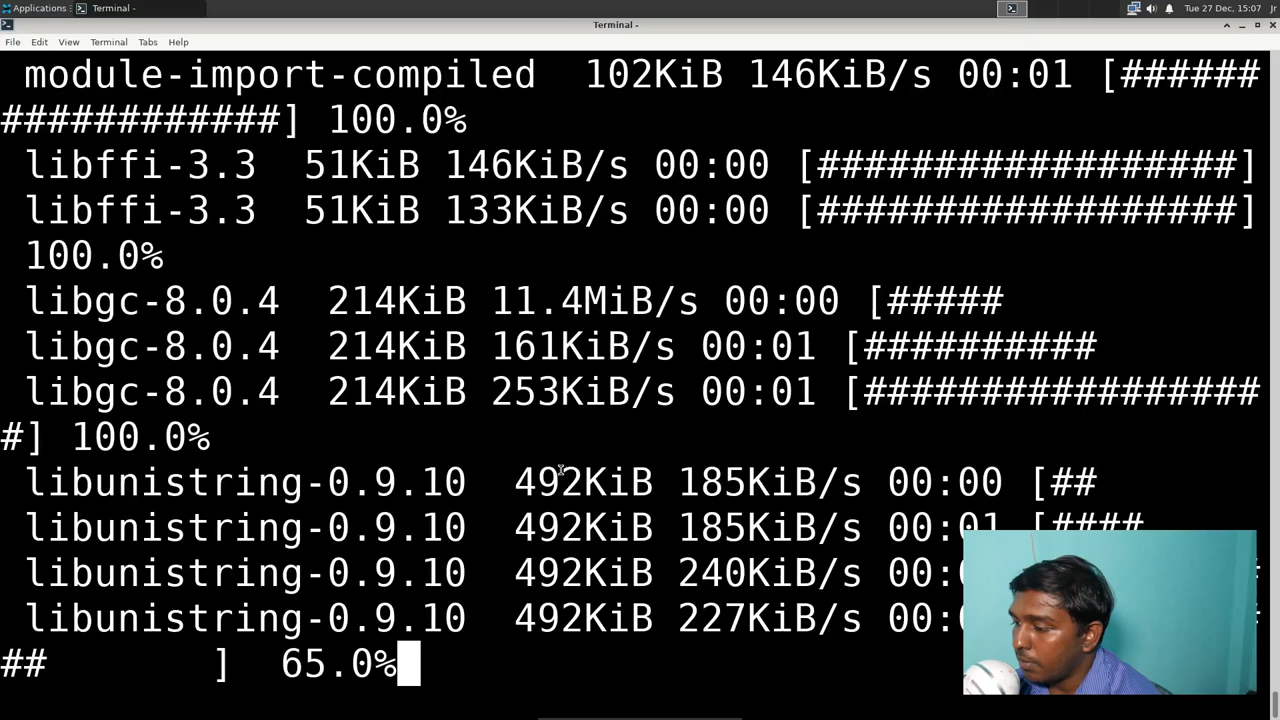 Applications
Terminal -
Tue 27 Dec, 15:07 Jr
Terminal -
File Edit View Terminal Tabs Help
module-import-compiled 102KiB 146KiB/s 00:01 [######
############] 100.0%
libffi-3.3 51KiB 146KiB/s 00:00 [##################]
libffi-3.3 51KiB 133KiB/s 00:00 [##################]
100.0%
libgc-8.0.4 214KiB 11.4MiB/s 00:00 [#####
libgc-8.0.4 214KiB 161KiB/s 00:01 [##########
libgc-8.0.4 214KiB 253KiB/s 00:01 [#################
#] 100.0%
libunistring-0.9.10 492KiB 185KiB/s 00:00 [##
libunistring-0.9.10 492KiB 185KiB/s 00:01 [####
libunistring-0.9.10 492KiB 240KiB/s
libunistring-0.9.10 492KiB 227KiB/s
## ] 65.0%